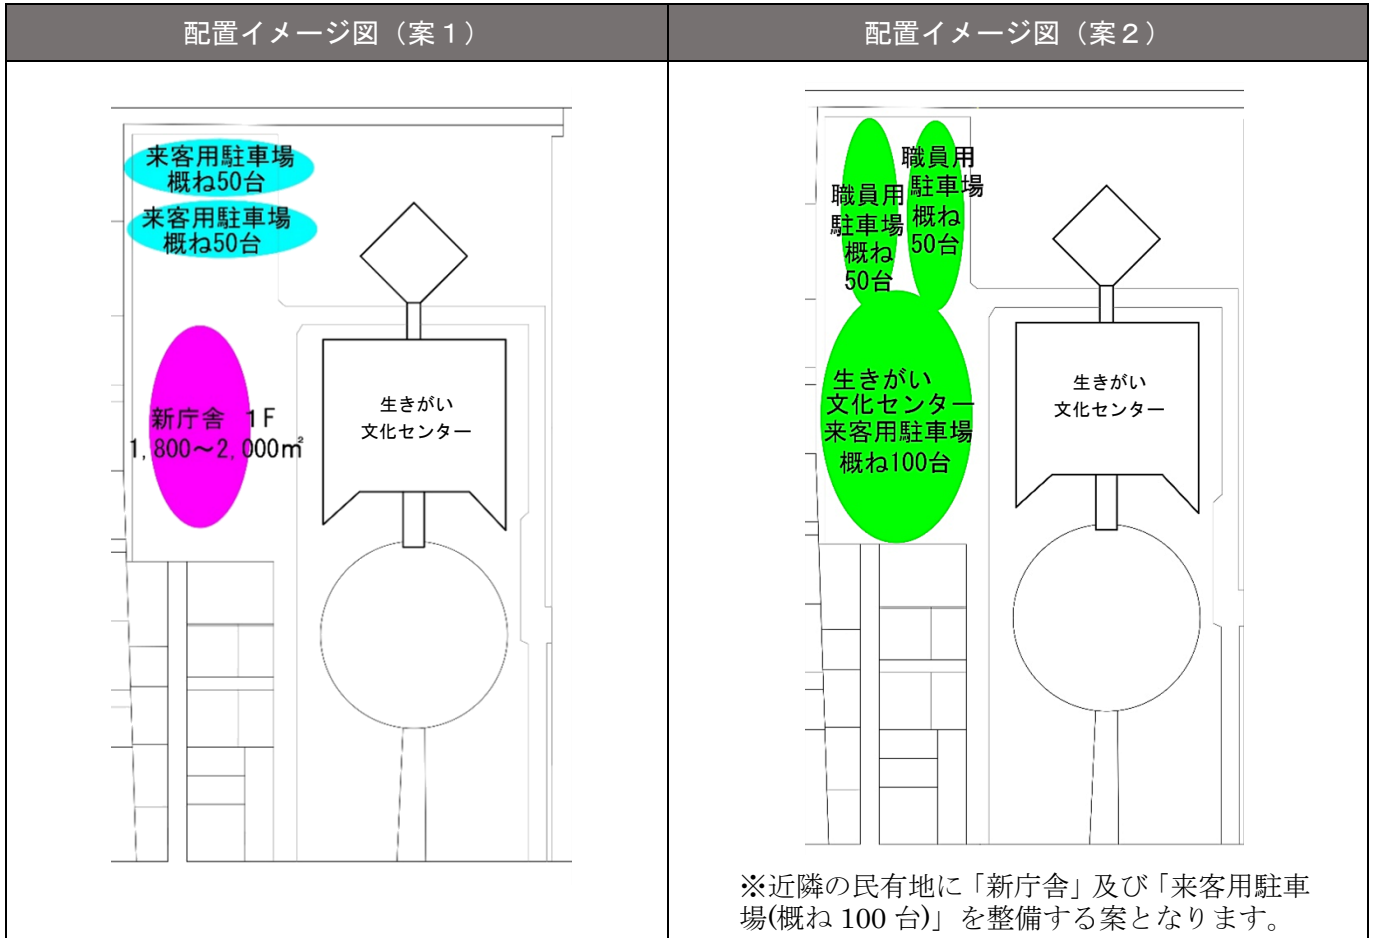 配置イメージ図（案１）
来客用駐車場
概ね50台
来客用駐車場
概ね50台
新庁舎　1F
1,800～2,000㎡
生きがい
文化センター
配置イメージ図（案２）
職員用
駐車場
概ね
50台
職員用
駐車場
概ね
50台
生きがい
文化センター
来客用駐車場
概ね100台
生きがい
文化センター
※近隣の民有地に「新庁舎」及び「来客用駐車
場(概ね 100 台)」を整備する案となります。